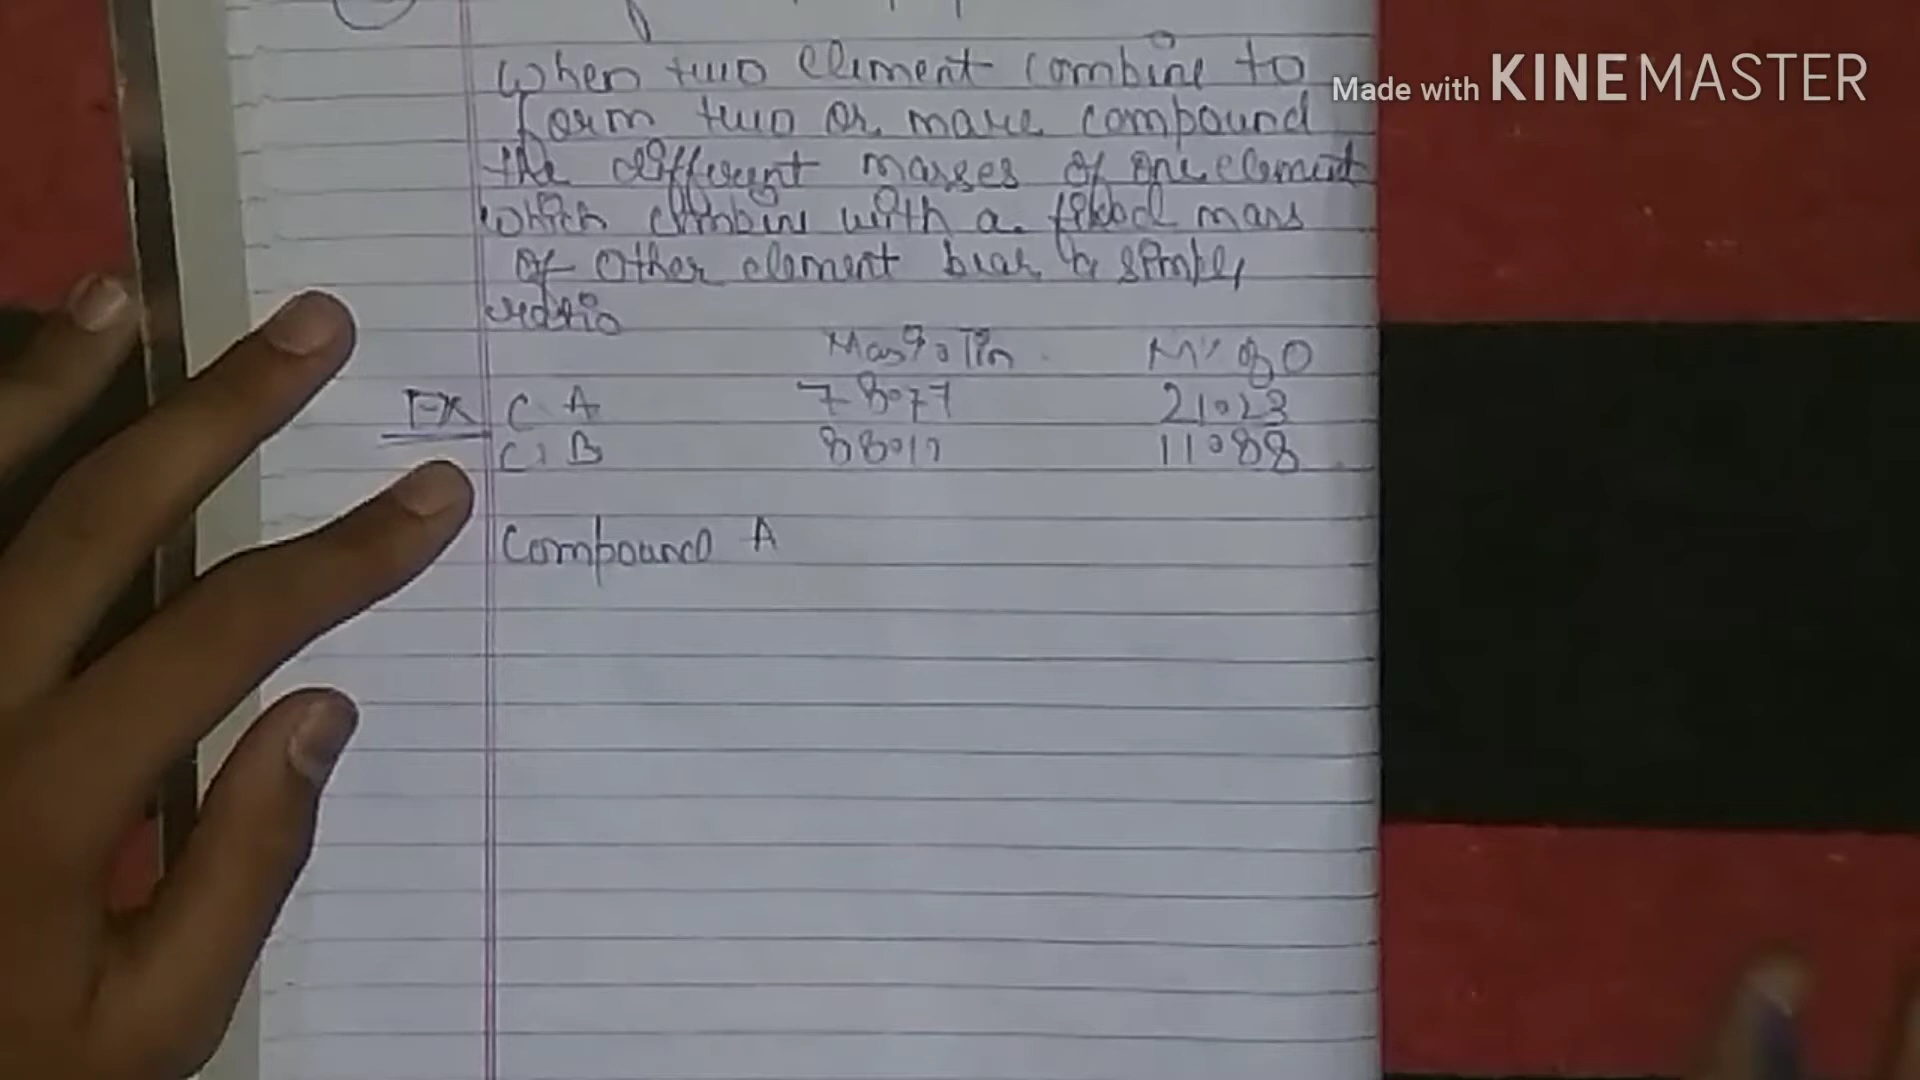 When two element combine to
form two or more compound
the different masses of one element
which combine with a fixed mass
of other element bear a simple
ratio
Mas % Tin M% of O
Ex C A 78.77 21.23
C. B 88.12 11.88
Compound A
Made with KINEMASTER